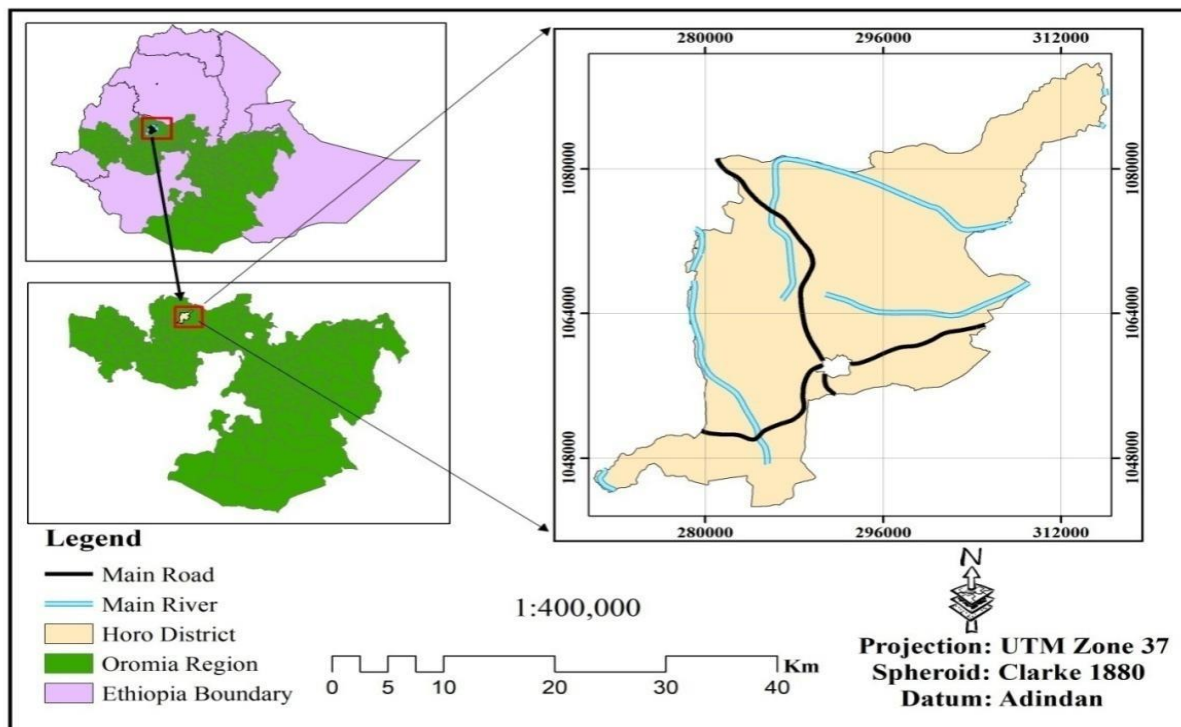 280000 296000 312000
1080000 1080000
1064000 1064000
1048000 1048000
280000 296000 312000
Legend
Main Road
Main River
Horo District
Oromia Region
Ethiopia Boundary
1:400,000
Km
0 5 10 20 30 40
N
Projection: UTM Zone 37
Spheroid: Clarke 1880
Datum: Adindan